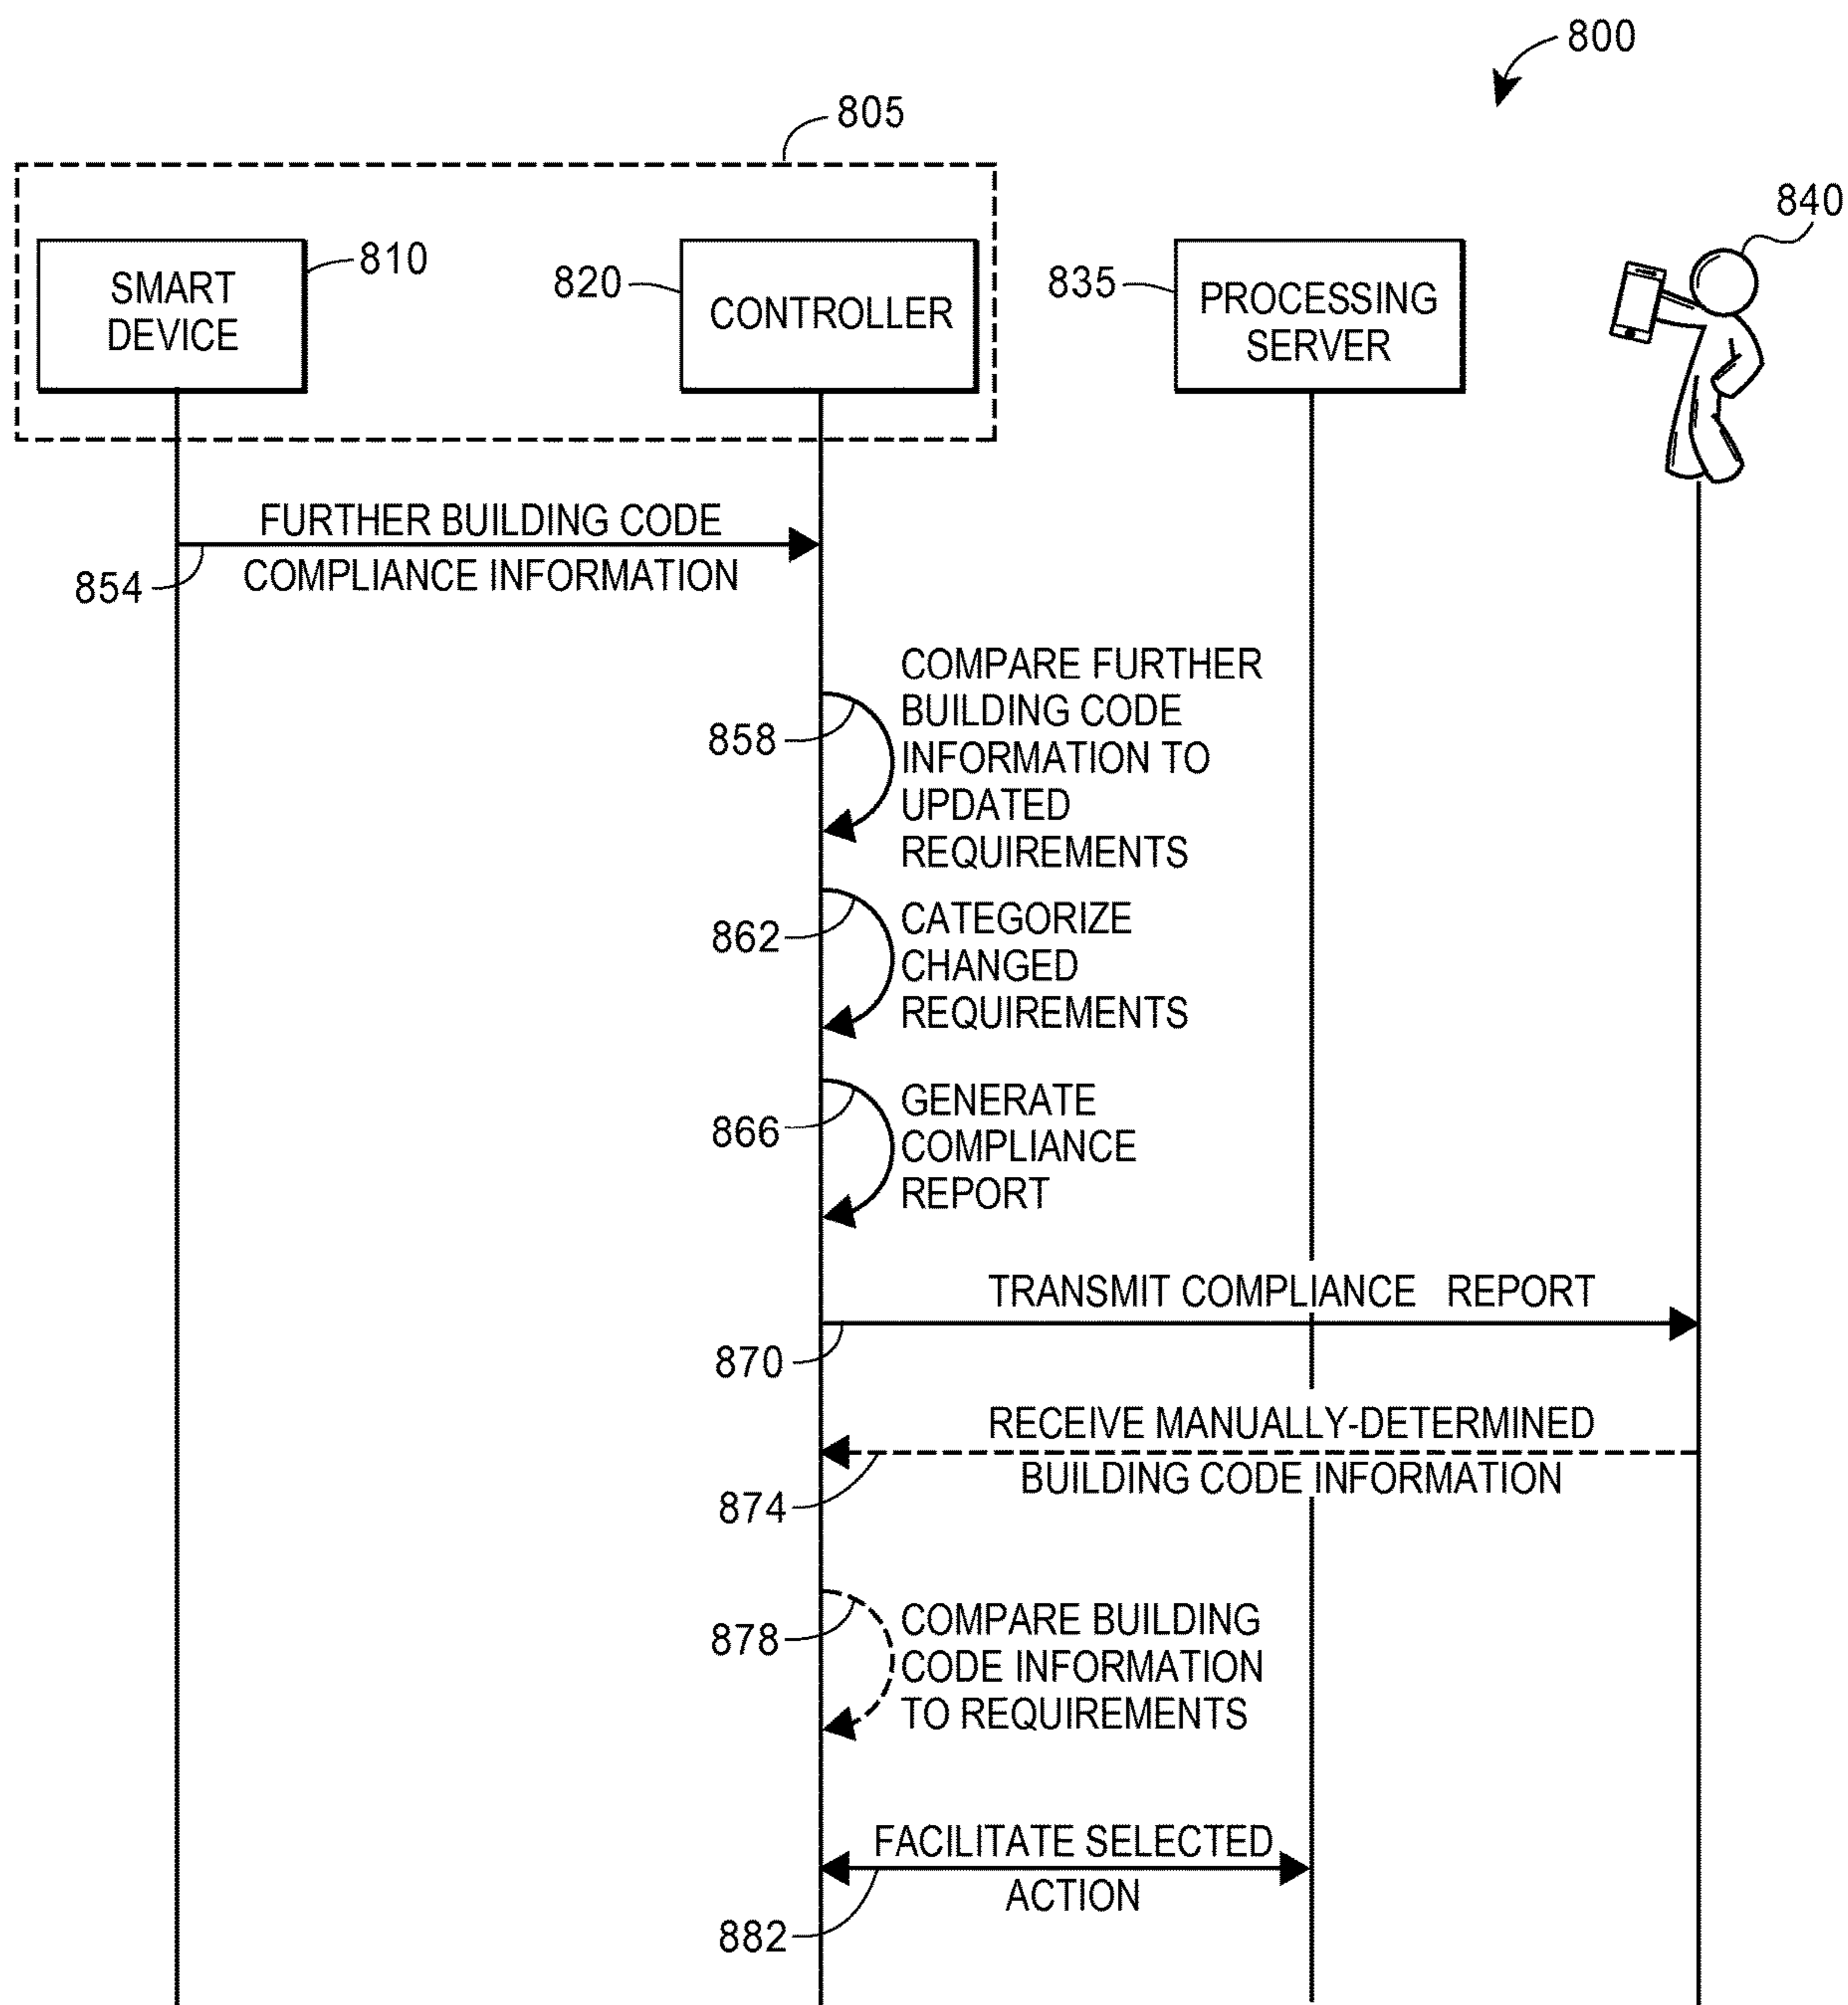 800
805
840
SMART
DEVICE
810
820
CONTROLLER
835
PROCESSING
SERVER
FURTHER BUILDING CODE
COMPLIANCE INFORMATION
854
COMPARE FURTHER
BUILDING CODE
INFORMATION TO
UPDATED
REQUIREMENTS
858
CATEGORIZE
CHANGED
REQUIREMENTS
862
GENERATE
COMPLIANCE
REPORT
866
TRANSMIT COMPLIANCE REPORT
870
RECEIVE MANUALLY-DETERMINED
BUILDING CODE INFORMATION
874
COMPARE BUILDING
CODE INFORMATION
TO REQUIREMENTS
878
FACILITATE SELECTED
ACTION
882